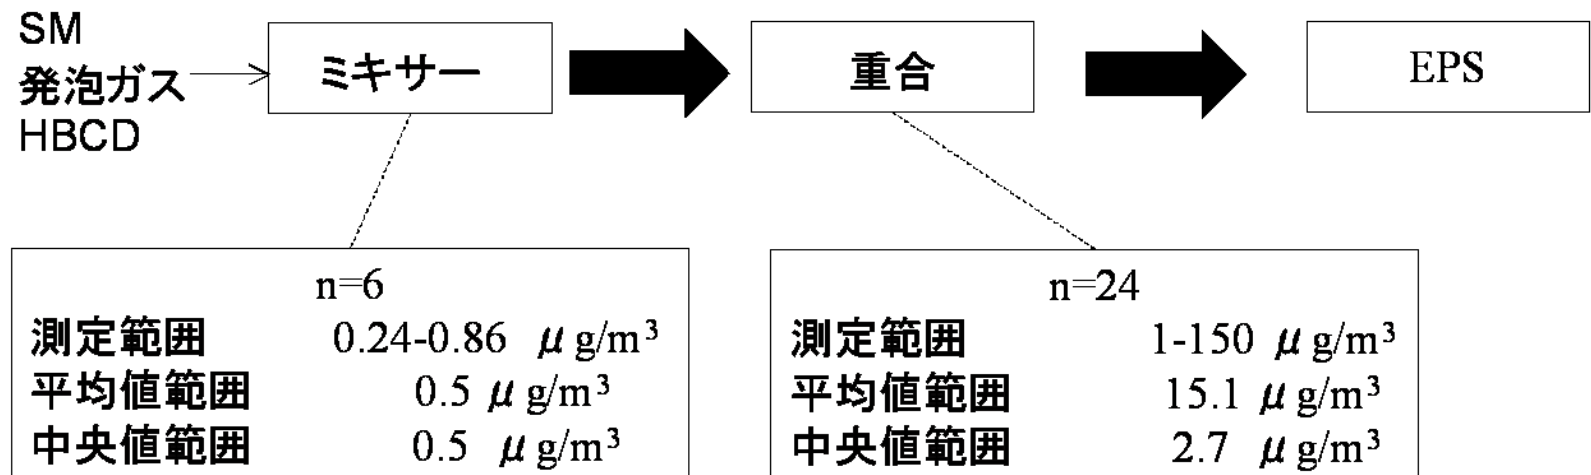 SM
発泡ガス
HBCD
ミキサー
重合
EPS
n=6
測定範囲 0.24-0.86 μg/m³
平均値範囲 0.5 μg/m³
中央値範囲 0.5 μg/m³
n=24
測定範囲 1-150 μg/m³
平均値範囲 15.1 μg/m³
中央値範囲 2.7 μg/m³